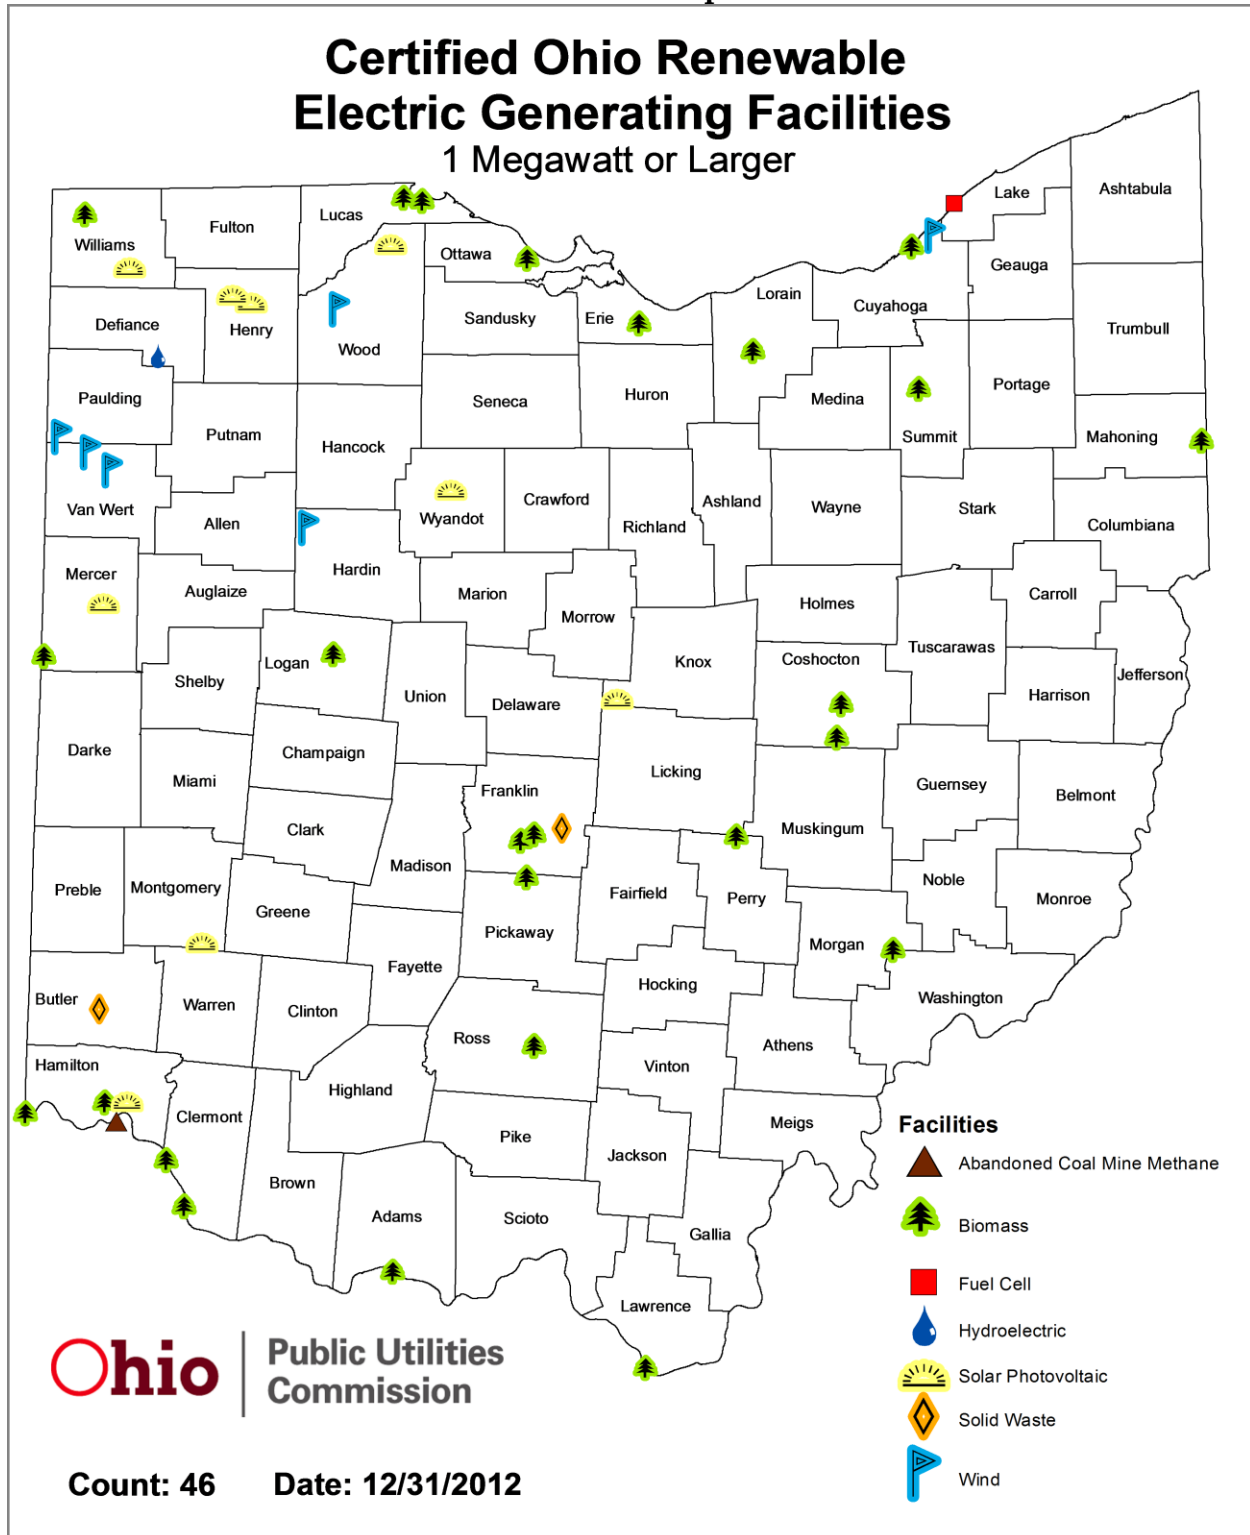 Certified Ohio Renewable
Electric Generating Facilities
1 Megawatt or Larger
Lake
Ashtabula
Lucas
Fulton
Williams
Ottawa
Geauga
Lorain
Cuyahoga
Erie
Sandusky
Defiance
Henry
Wood
Trumbull
Paulding
Seneca
Huron
Medina
Portage
Putnam
Hancock
Summit
Mahoning
Van Wert
Allen
Wyandot
Crawford
Richland
Ashland
Wayne
Stark
Columbiana
Mercer
Auglaize
Hardin
Marion
Morrow
Holmes
Carroll
Tuscarawas
Logan
Shelby
Union
Delaware
Knox
Coshocton
Harrison
Jefferson
Darke
Champaign
Miami
Franklin
Licking
Guernsey
Belmont
Clark
Muskingum
Madison
Preble
Montgomery
Greene
Fairfield
Perry
Noble
Monroe
Pickaway
Morgan
Fayette
Hocking
Butler
Warren
Clinton
Washington
Ross
Athens
Hamilton
Highland
Vinton
Clermont
Pike
Jackson
Meigs
Brown
Adams
Scioto
Gallia
Lawrence
Facilities
Abandoned Coal Mine Methane
Biomass
Fuel Cell
Hydroelectric
Solar Photovoltaic
Solid Waste
Wind
Ohio
Public Utilities
Commission
Count: 46 Date: 12/31/2012